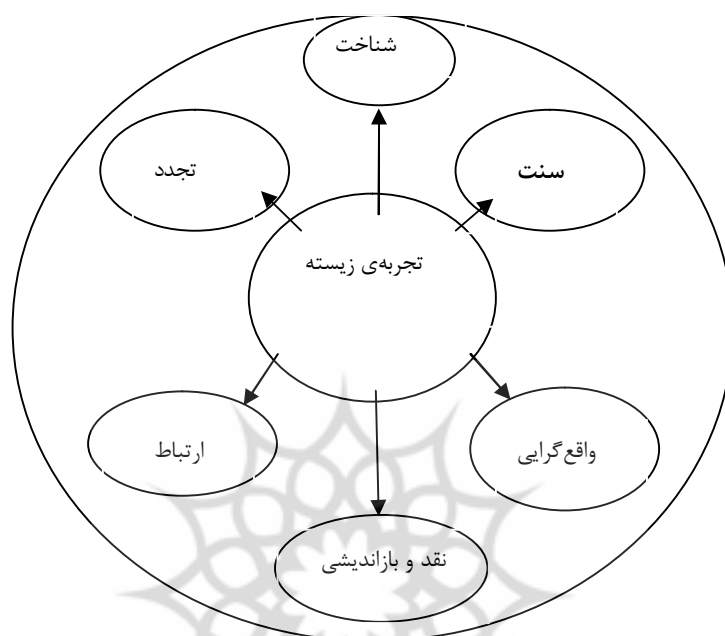 شناخت
سنت
تجدد
تجربه‌ی زیسته
واقع‌گرایی
ارتباط
نقد و بازاندیشی